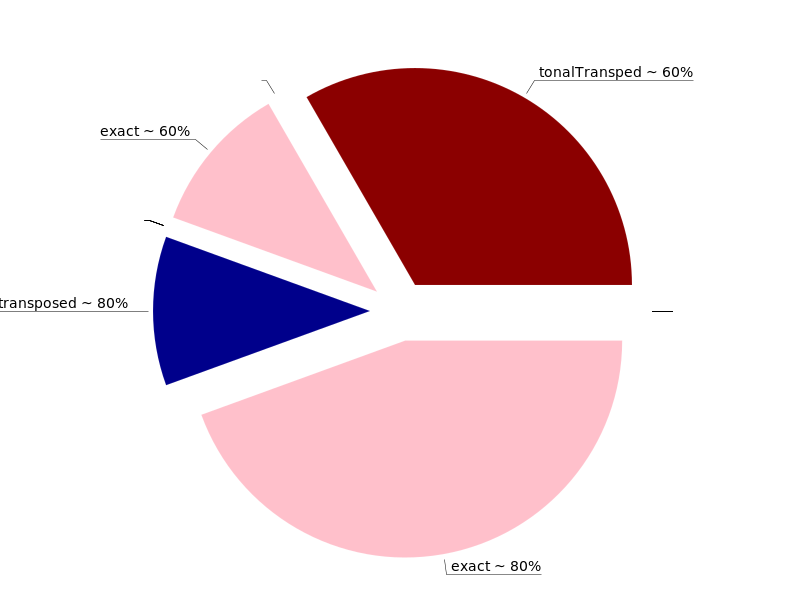 tonalTransped ~ 60%
exact ~ 60%
transposed ~ 80%
exact ~ 80%